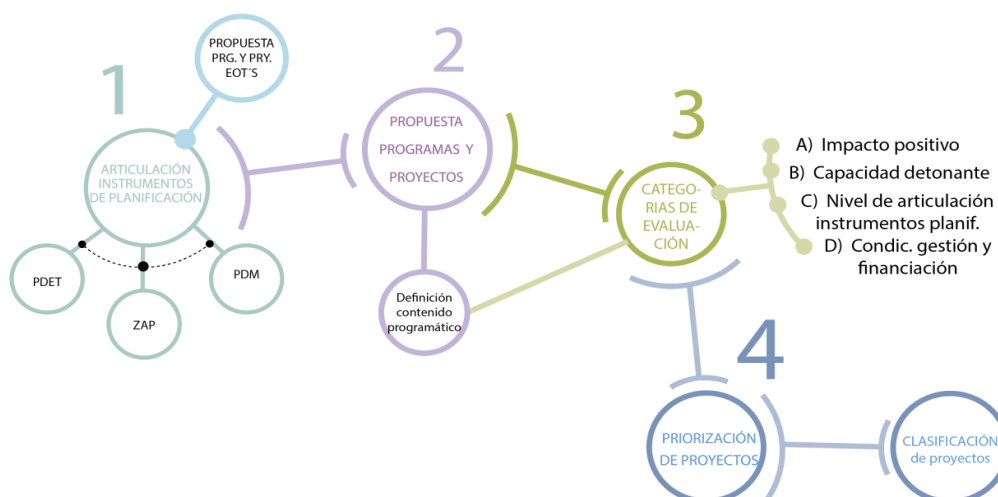 1
PROPUESTA
PRG. Y PRY.
EOT´S
ARTICULACIÓN
INSTRUMENTOS
DE PLANIFICACIÓN
PDET
ZAP
PDM
2
PROPUESTA
PROGRAMAS Y
PROYECTOS
Definición
contenido
programático
3
CATEGO-
RIAS DE
EVALUA-
CIÓN
A) Impacto positivo
B) Capacidad detonante
C) Nivel de articulación
instrumentos planif.
D) Condic. gestión y
financiación
4
PRIORIZACIÓN
DE PROYECTOS
CLASIFICACIÓN
de proyectos